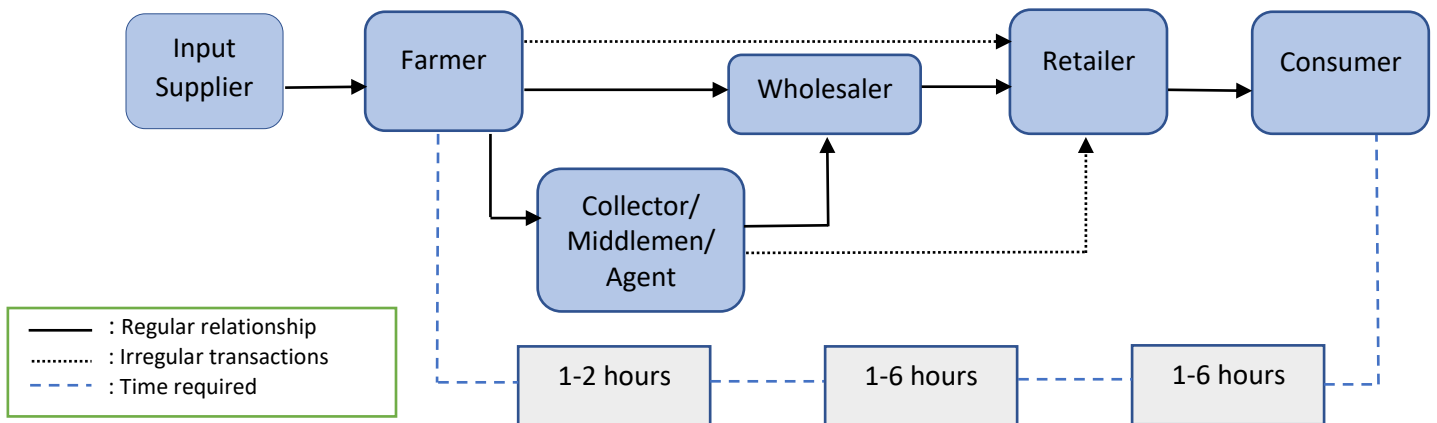 Input
Supplier
Farmer
Wholesaler
Retailer
Consumer
Collector/
Middlemen/
Agent
: Regular relationship
: Irregular transactions
: Time required
1-2 hours
1-6 hours
1-6 hours